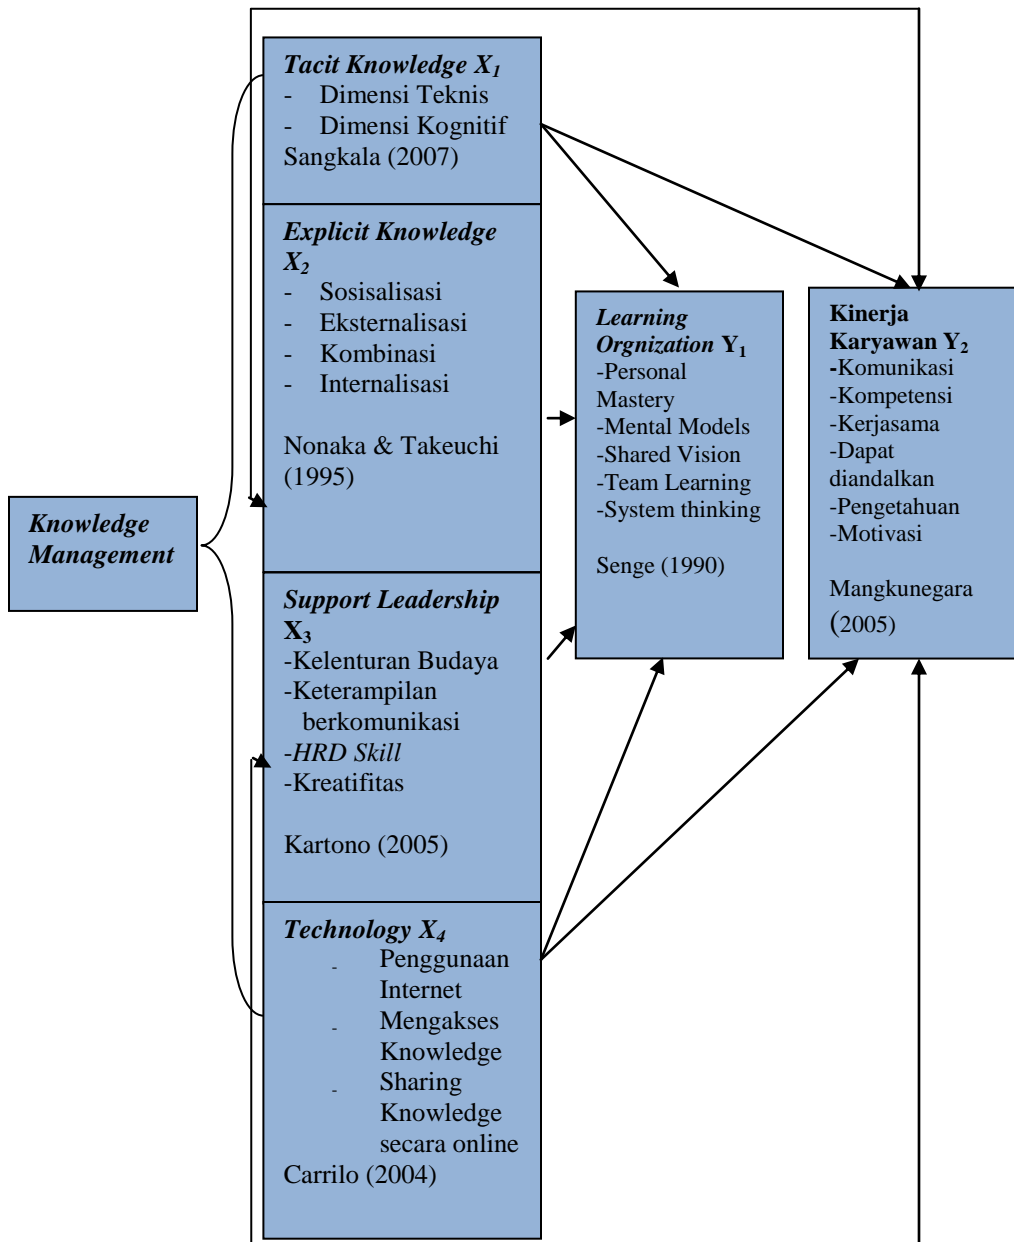 Tacit Knowledge X1
- Dimensi Teknis
- Dimensi Kognitif
Sangkala (2007)
Explicit Knowledge
X2
- Sosisalisasi
- Eksternalisasi
- Kombinasi
- Internalisasi
Nonaka & Takeuchi
(1995)
Knowledge
Management
Support Leadership
X3
-Kelenturan Budaya
-Keterampilan
berkomunikasi
-HRD Skill
-Kreatifitas
Kartono (2005)
Technology X4
- Penggunaan
Internet
- Mengakses
Knowledge
- Sharing
Knowledge
secara online
Carrilo (2004)
Learning
Orgnization Y1
-Personal
Mastery
-Mental Models
-Shared Vision
-Team Learning
-System thinking
Senge (1990)
Kinerja
Karyawan Y2
-Komunikasi
-Kompetensi
-Kerjasama
-Dapat
diandalkan
-Pengetahuan
-Motivasi
Mangkunegara
(2005)